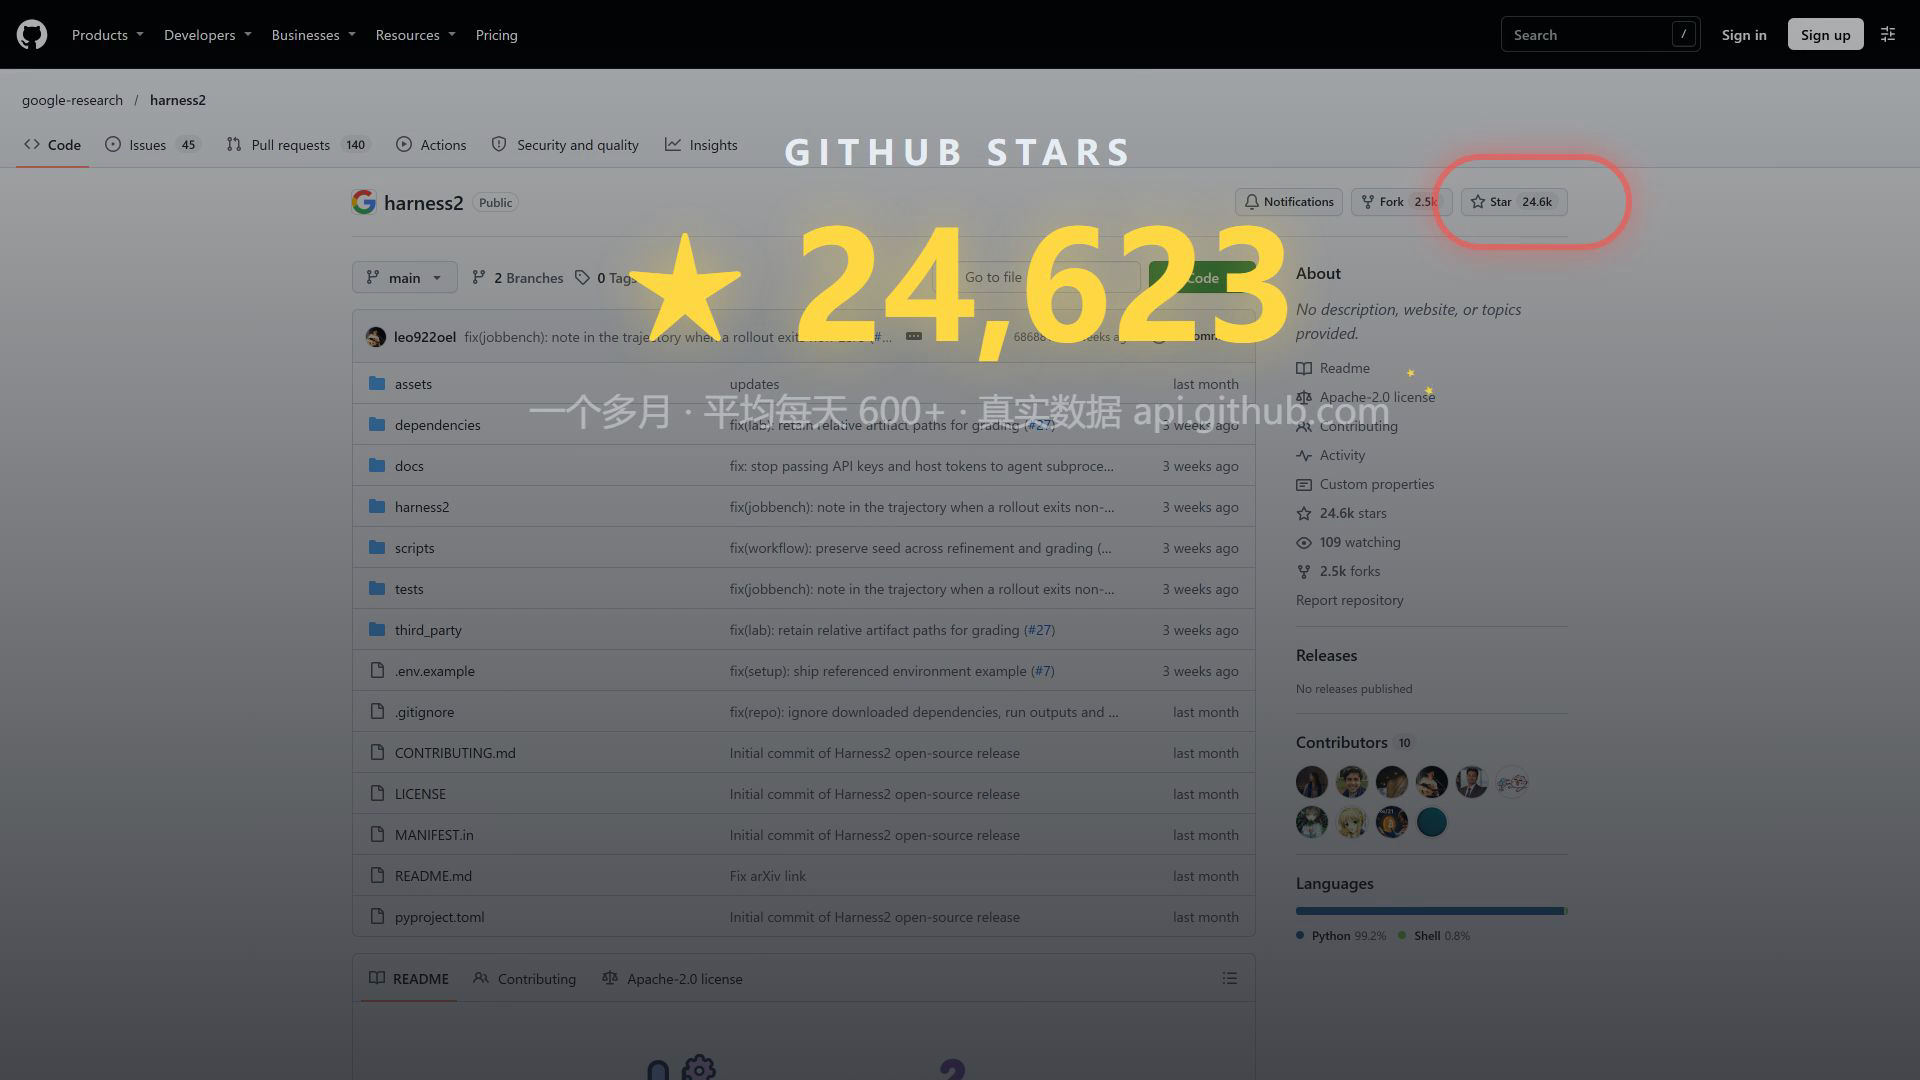 Products
Developers
Businesses
Resources
Pricing
Search
/
Sign in
Sign up
google-research / harness2
Code
Issues 45
Pull requests 140
Actions
Security and quality
Insights
GITHUB STARS
harness2 Public
Notifications
Fork 2.5k
Star 24.6k
★ 24,623
main
2 Branches
0 Tags
Go to file
Code
leo922oel fix(jobbench): note in the trajectory when a rollout exits
一个多月 · 平均每天 600+ · 真实数据 api.github.com
assets updates last month
dependencies fix(lab): retain relative artifact paths for grading (#27) 3 weeks ago
docs fix: stop passing API keys and host tokens to agent subproce... 3 weeks ago
harness2 fix(jobbench): note in the trajectory when a rollout exits non-... 3 weeks ago
scripts fix(workflow): preserve seed across refinement and grading (... 3 weeks ago
tests fix(jobbench): note in the trajectory when a rollout exits non-... 3 weeks ago
third_party fix(lab): retain relative artifact paths for grading (#27) 3 weeks ago
.env.example fix(setup): ship referenced environment example (#7) 3 weeks ago
.gitignore fix(repo): ignore downloaded dependencies, run outputs and ... last month
CONTRIBUTING.md Initial commit of Harness2 open-source release last month
LICENSE Initial commit of Harness2 open-source release last month
MANIFEST.in Initial commit of Harness2 open-source release last month
README.md Fix arXiv link last month
pyproject.toml Initial commit of Harness2 open-source release last month
README
Contributing
Apache-2.0 license
About
No description, website, or topics
provided.
Readme
Apache-2.0 license
Contributing
Activity
Custom properties
24.6k stars
109 watching
2.5k forks
Report repository
Releases
No releases published
Contributors 10
Languages
Python 99.2% Shell 0.8%